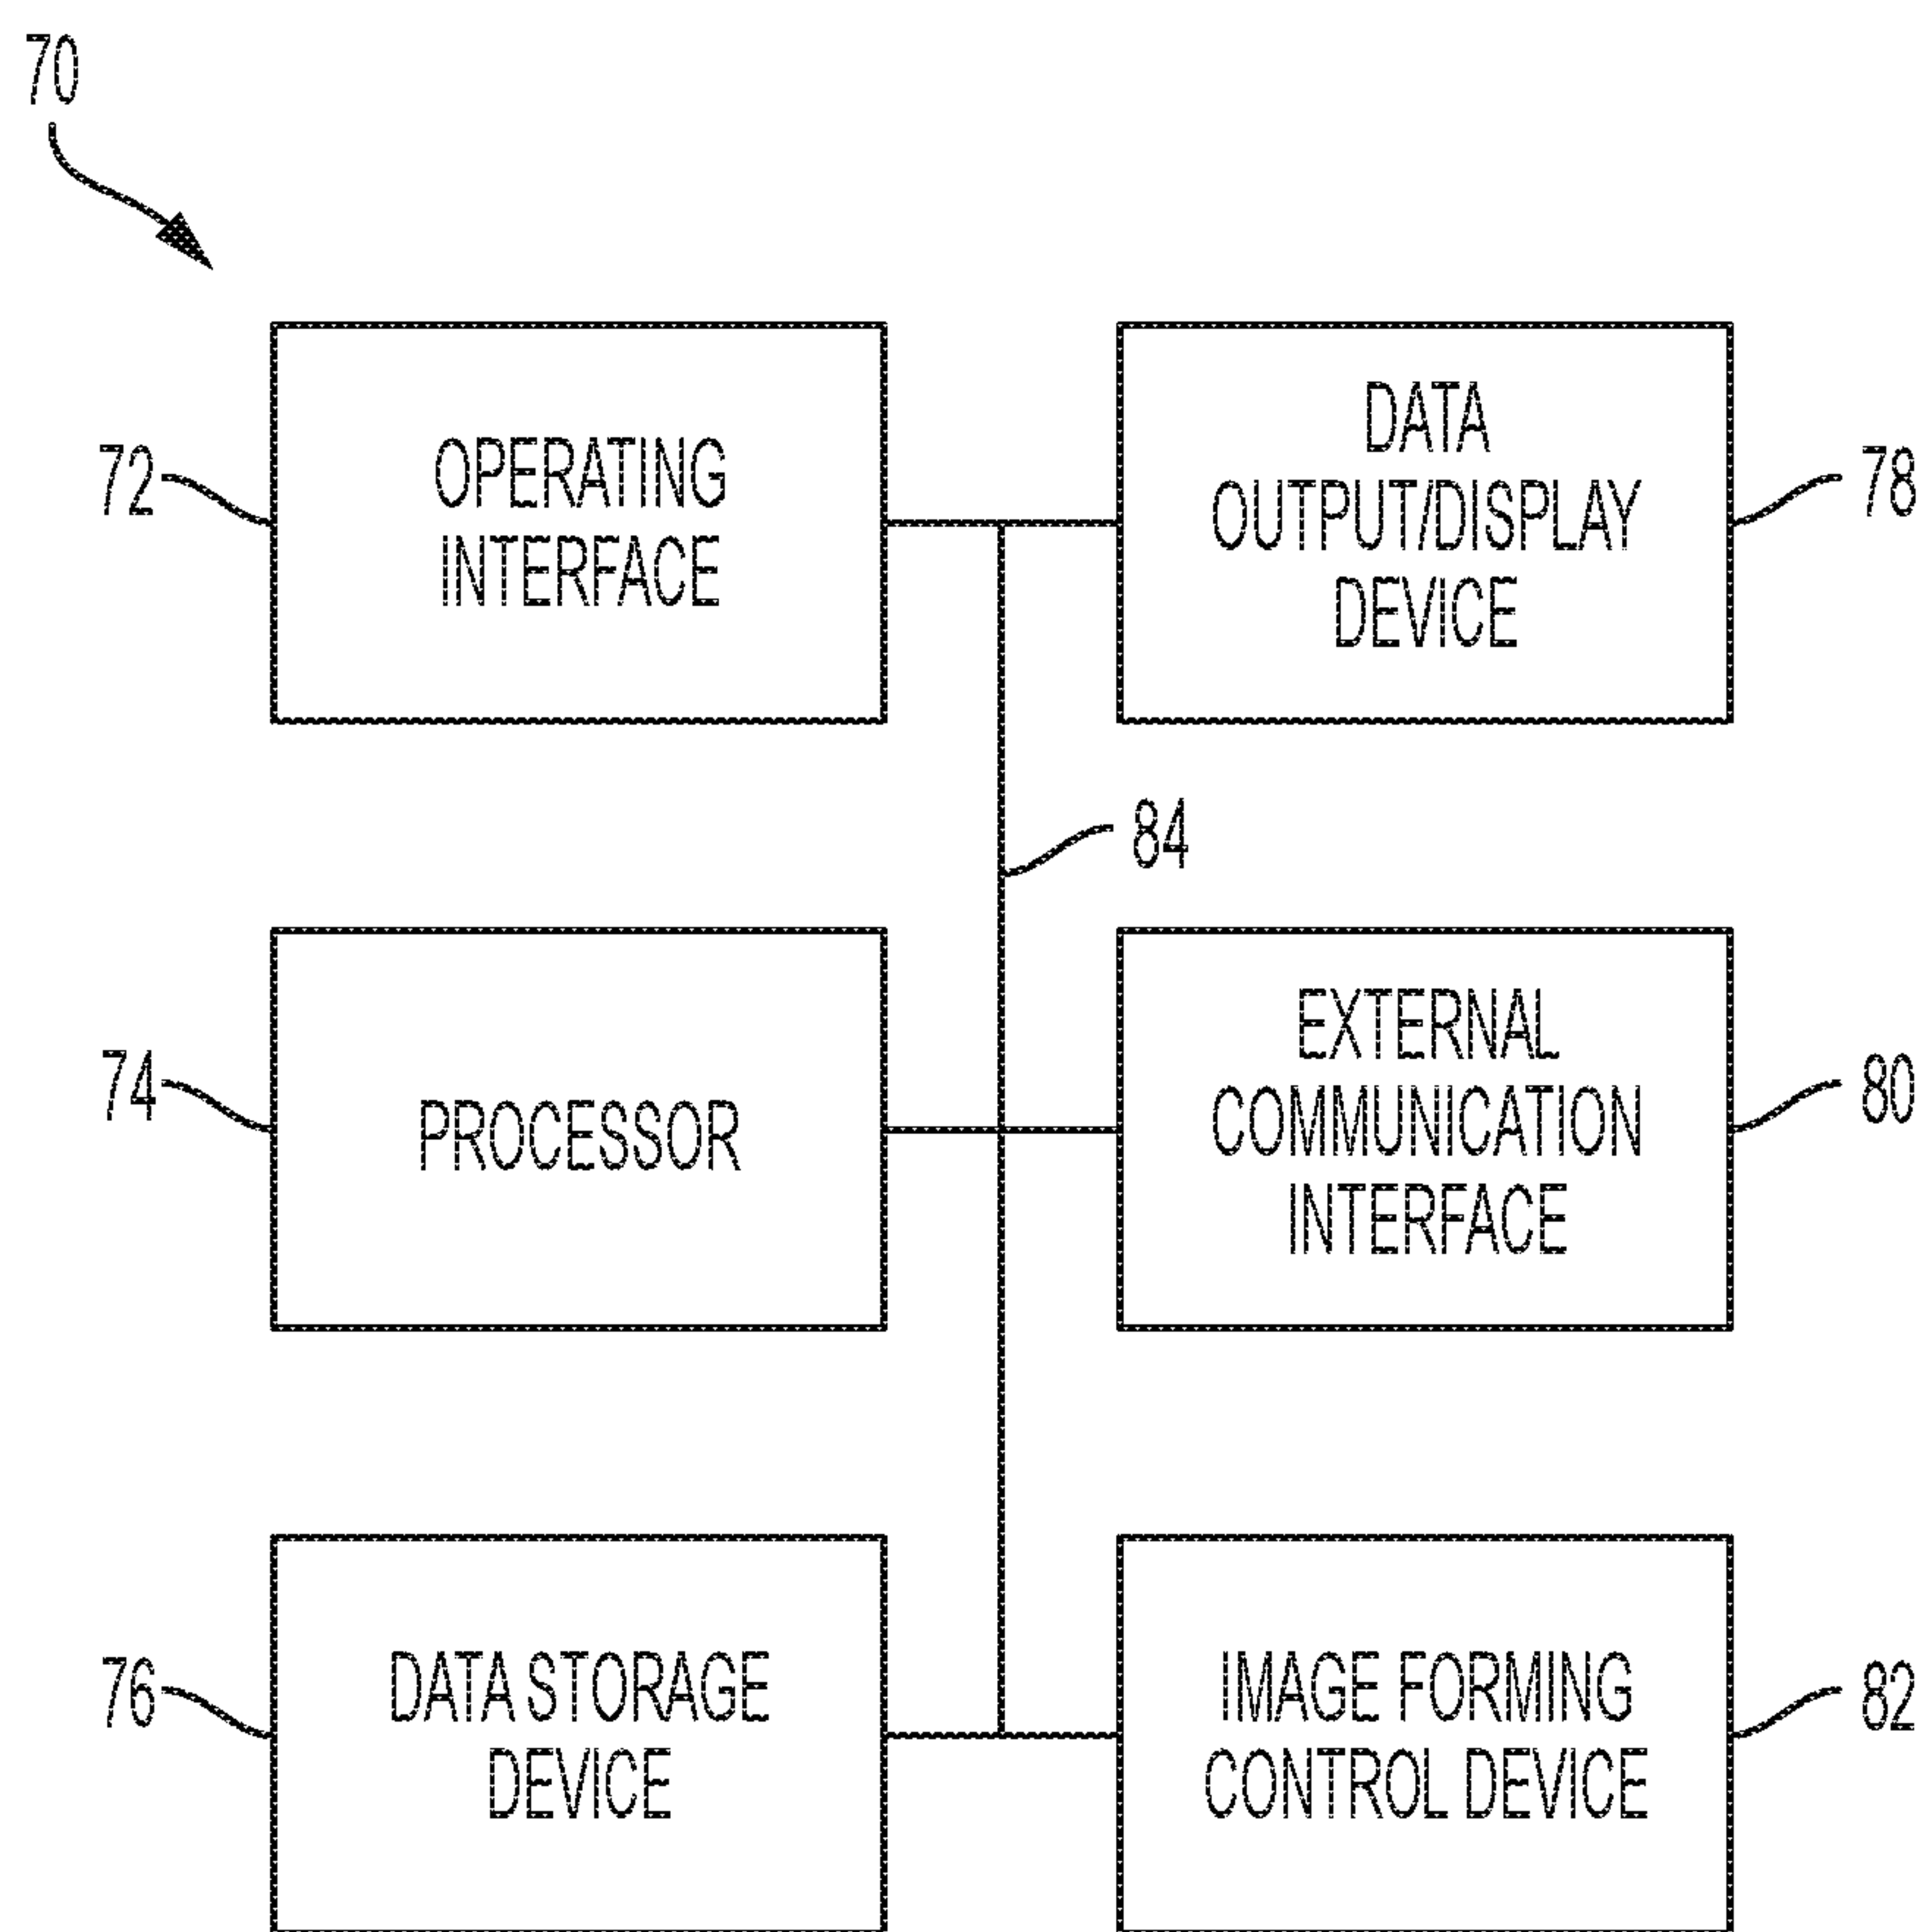 70
72
OPERATING
INTERFACE
DATA
OUTPUT/DISPLAY
DEVICE
78
84
74
PROCESSOR
EXTERNAL
COMMUNICATION
INTERFACE
80
76
DATA STORAGE
DEVICE
IMAGE FORMING
CONTROL DEVICE
82